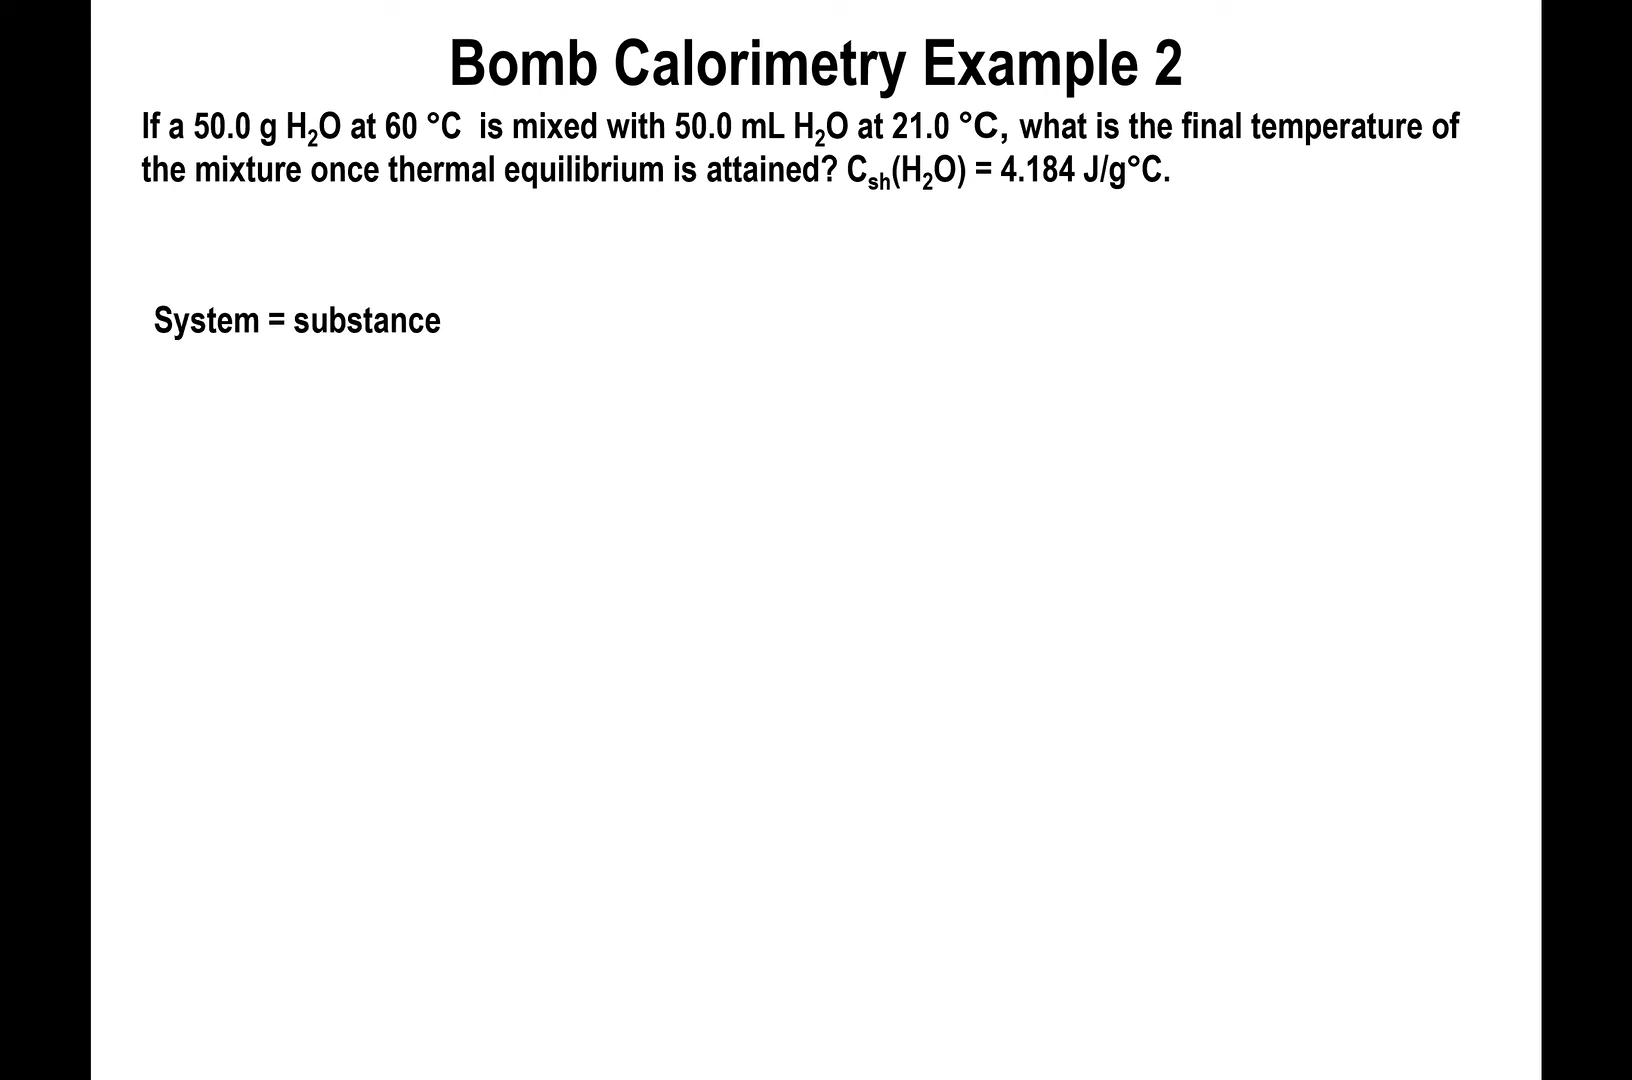 Bomb Calorimetry Example 2
If a 50.0 g H₂O at 60 °C  is mixed with 50.0 mL H₂O at 21.0 °C, what is the final temperature of
the mixture once thermal equilibrium is attained? Cₛₕ(H₂O) = 4.184 J/g°C.
System = substance